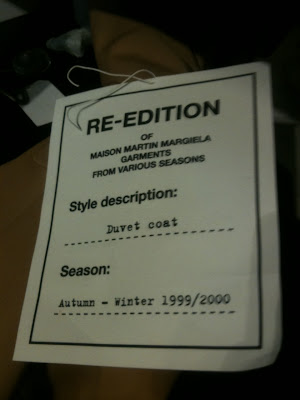 RE-EDITION
OF
MAISON MARTIN MARGIELA
GARMENTS
FROM VARIOUS SEASONS
Style description:
Duvet coat
Season:
Autumn - Winter 1999/2000